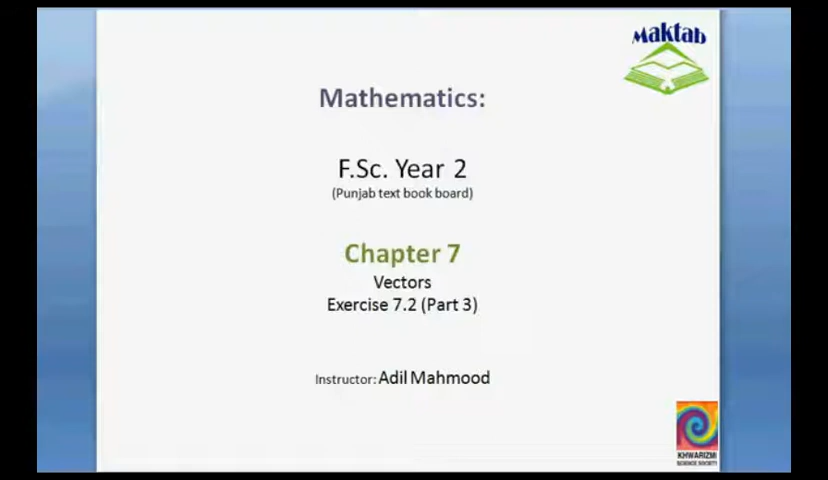 Maktab
Mathematics:
F.Sc. Year 2
(Punjab text book board)
Chapter 7
Vectors
Exercise 7.2 (Part 3)
Instructor: Adil Mahmood
KHWARIZMI
SCIENCE SOCIETY